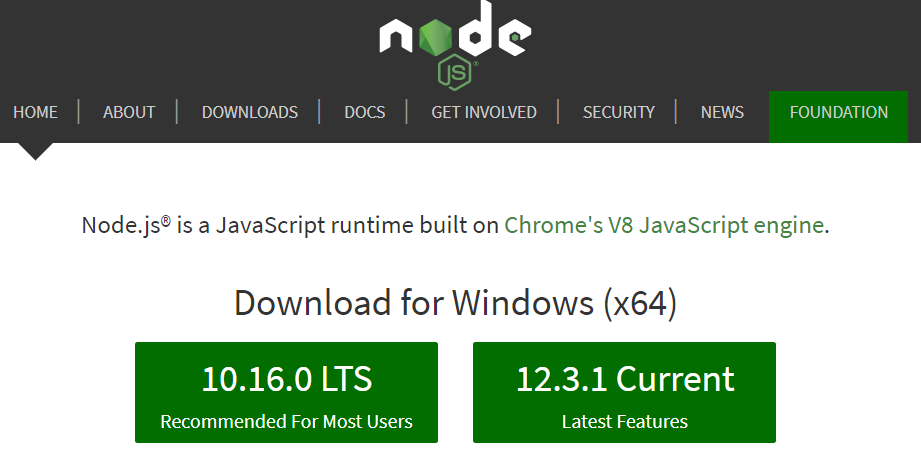 node
JS®
HOME | ABOUT | DOWNLOADS | DOCS | GET INVOLVED | SECURITY | NEWS FOUNDATION
Node.js® is a JavaScript runtime built on Chrome's V8 JavaScript engine.
Download for Windows (x64)
10.16.0 LTS 12.3.1 Current
Recommended For Most Users Latest Features